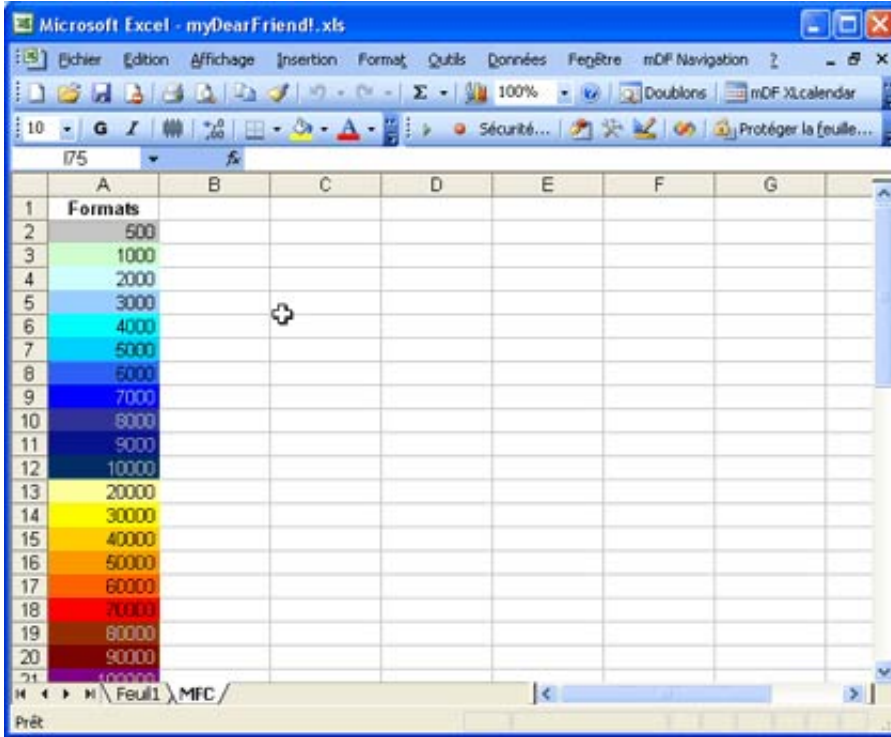 Microsoft Excel - myDearFriend!.xls
Fichier Edition Affichage Insertion Format Outils Données Fenêtre mDF Navigation ?
Σ 100% Doublons mDF XLcalendar
10 G I Sécurité... Protéger la feuille...
I75 fx
A B C D E F G
1 Formats
2 500
3 1000
4 2000
5 3000
6 4000
7 5000
8 6000
9 7000
10 8000
11 9000
12 10000
13 20000
14 30000
15 40000
16 50000
17 60000
18 70000
19 80000
20 90000
21 100000
Feuil1 MFC
Prêt